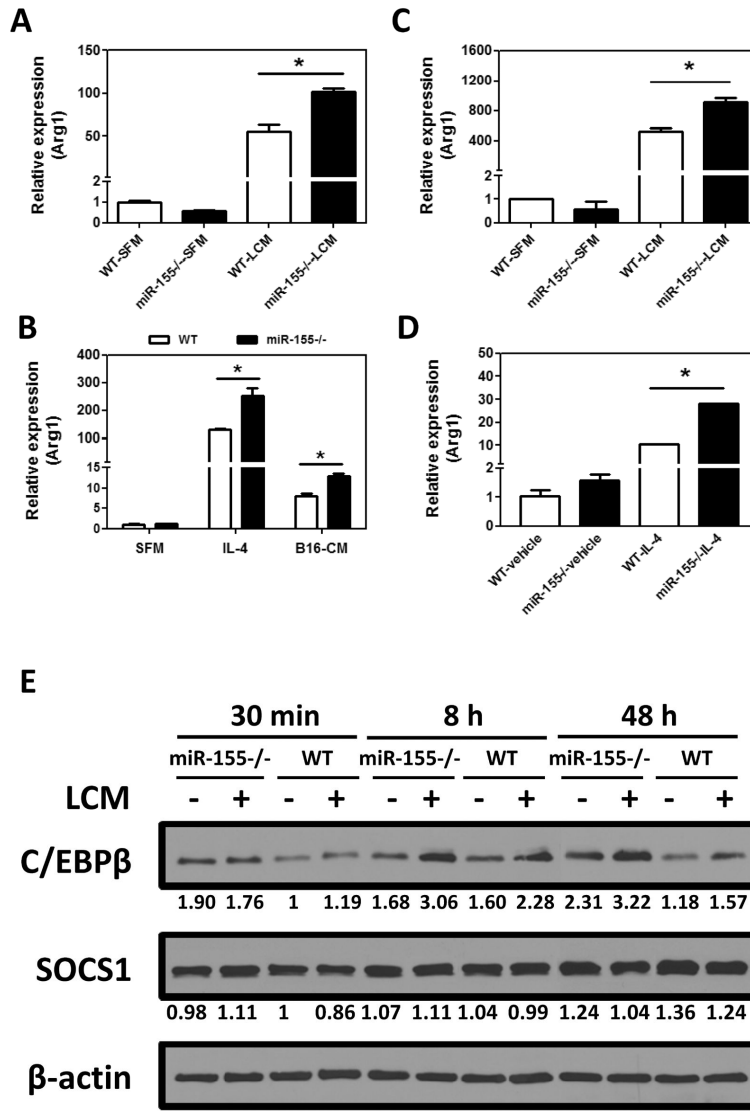 A
Relative expression
(Arg1)
150
100
50
2
1
0
*
WT-SFM
miR-155-/--SFM
WT-LCM
miR-155-/--LCM
C
Relative expression
(Arg1)
1600
1200
800
400
2
1
0
*
WT-SFM
miR-155-/--SFM
WT-LCM
miR-155-/--LCM
B
WT miR-155-/-
Relative expression
(Arg1)
400
300
200
100
15
10
5
0
* *
SFM IL-4 B16-CM
D
Relative expression
(Arg1)
50
40
30
20
10
2
1
0
*
WT-vehicle
miR-155-/-vehicle
WT-IL-4
miR-155-/-IL-4
E
30 min 8 h 48 h
miR-155-/- WT miR-155-/- WT miR-155-/- WT
LCM - + - + - + - + - + - +
C/EBPβ
1.90 1.76 1 1.19 1.68 3.06 1.60 2.28 2.31 3.22 1.18 1.57
SOCS1
0.98 1.11 1 0.86 1.07 1.11 1.04 0.99 1.24 1.04 1.36 1.24
β-actin